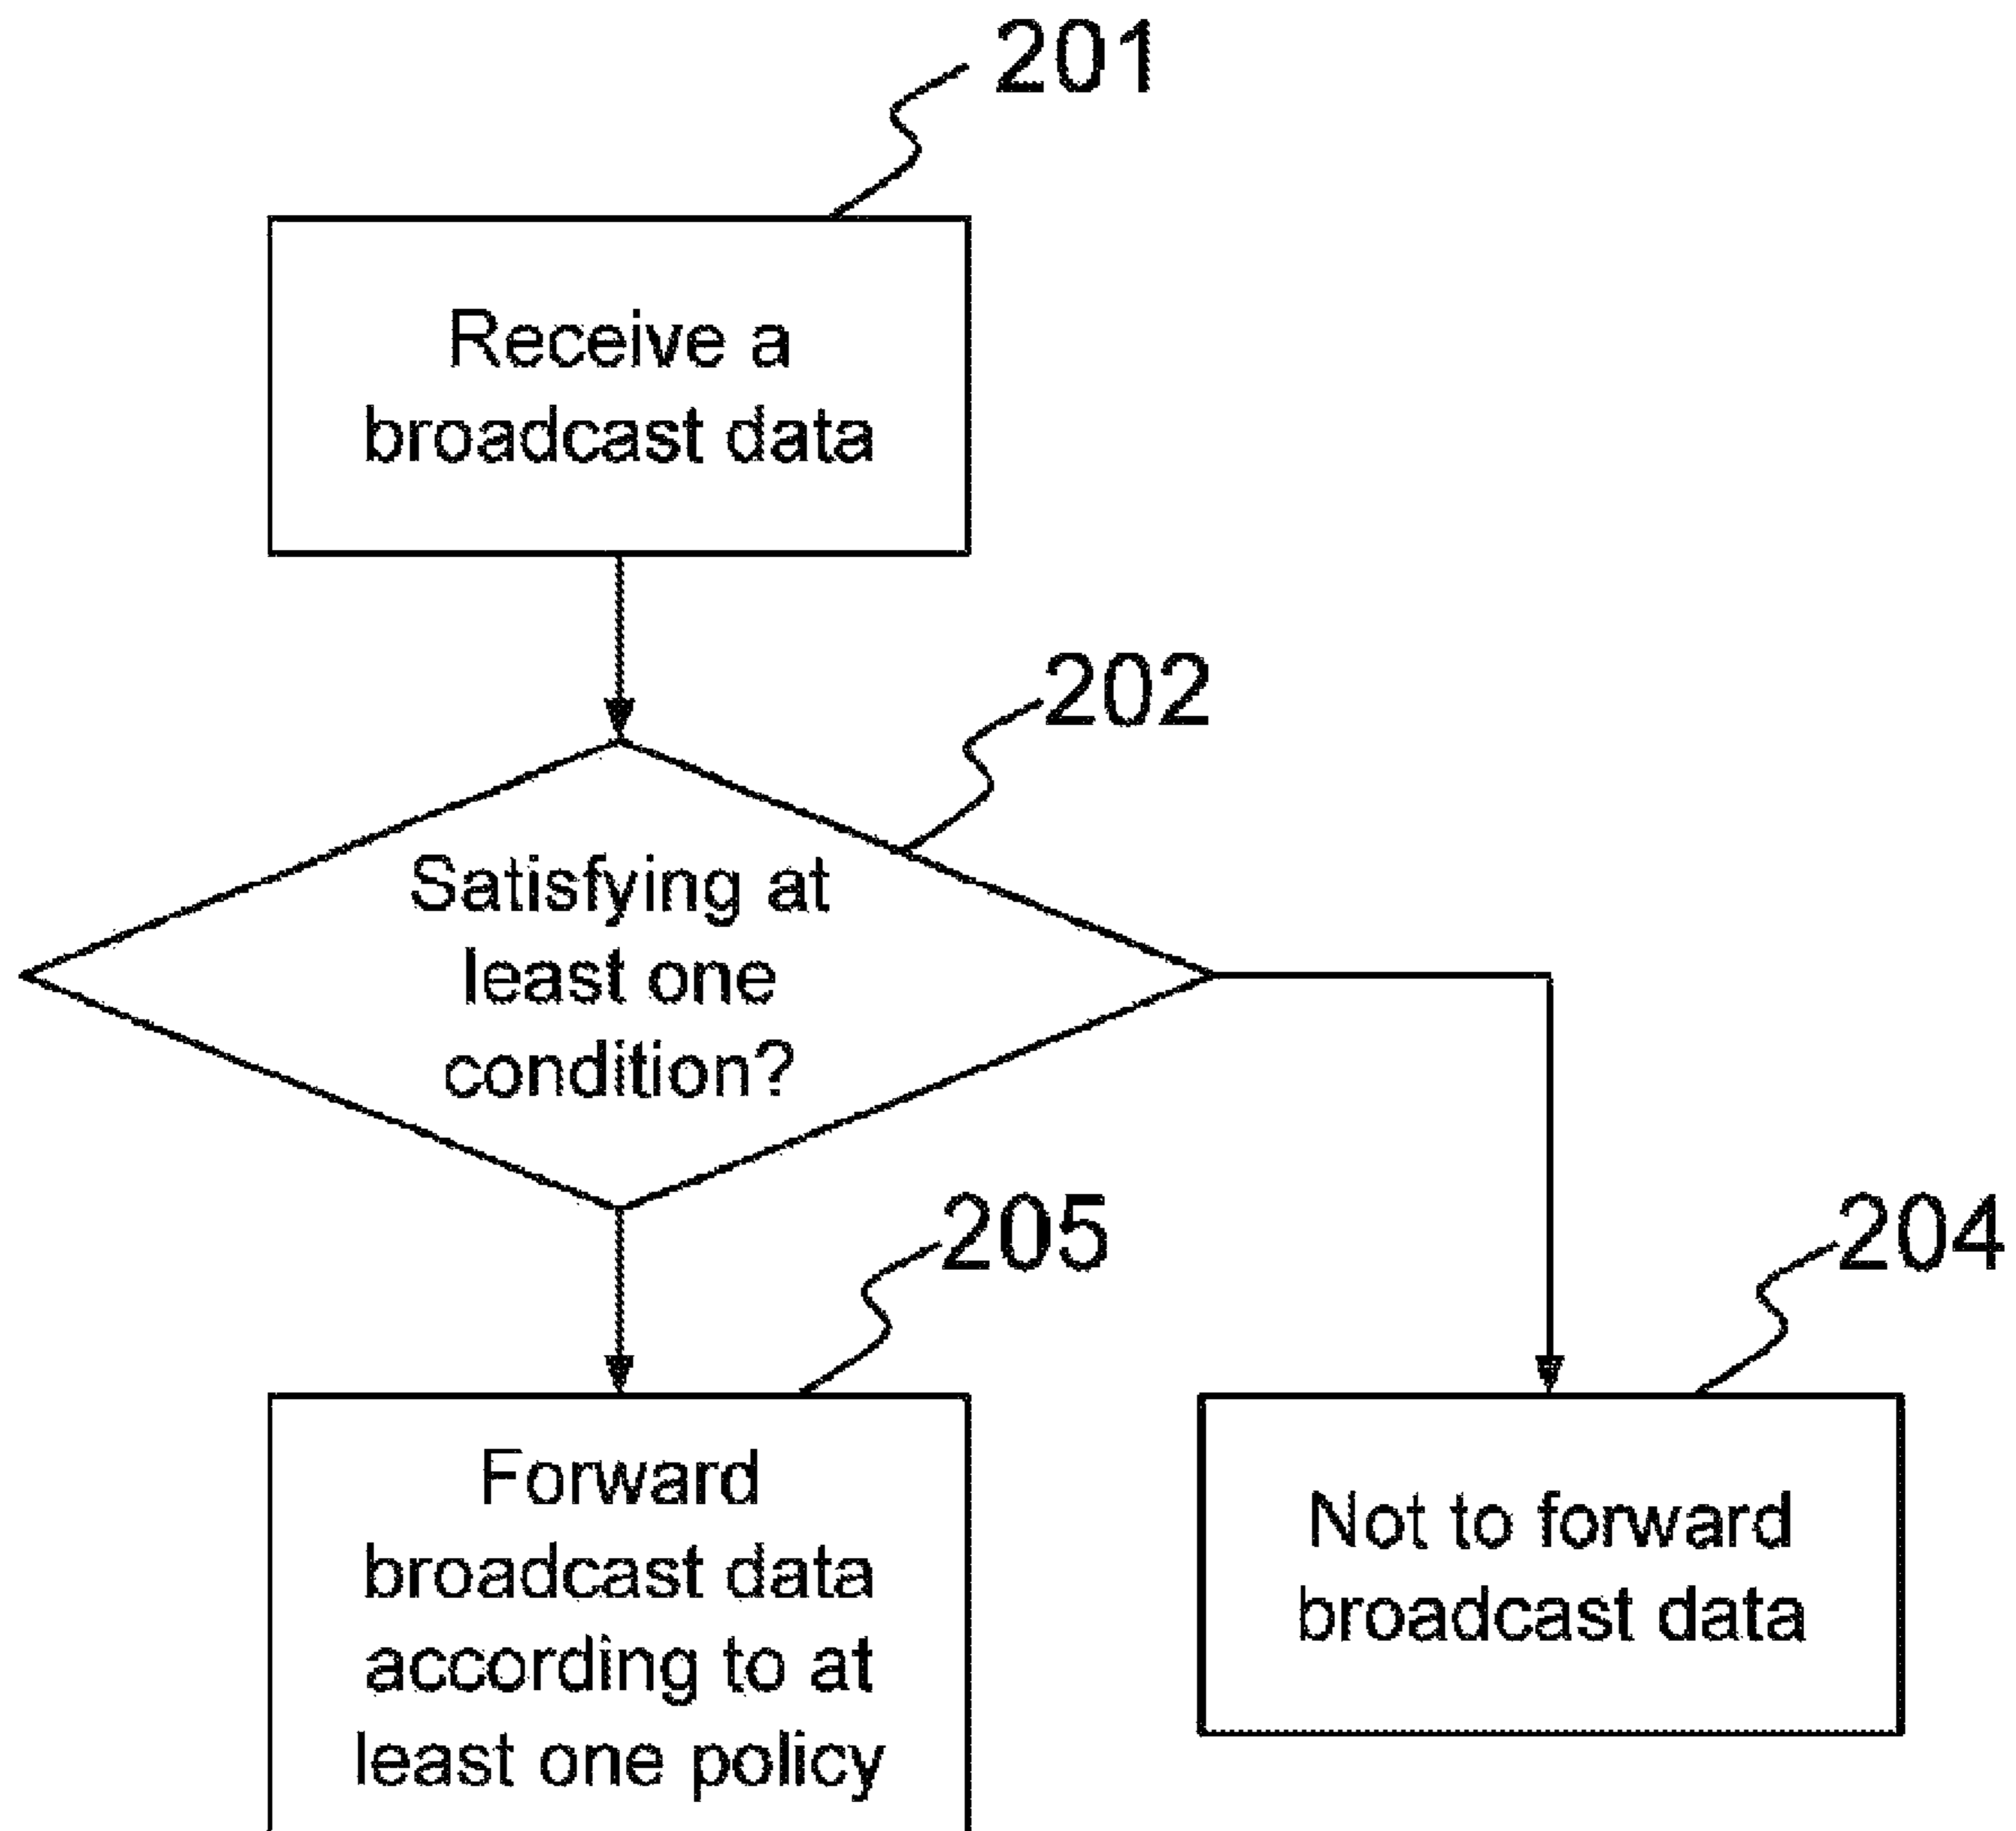 201
Receive a
broadcast data
202
Satisfying at
least one
condition?
205
204
Forward
broadcast data
according to at
least one policy
Not to forward
broadcast data